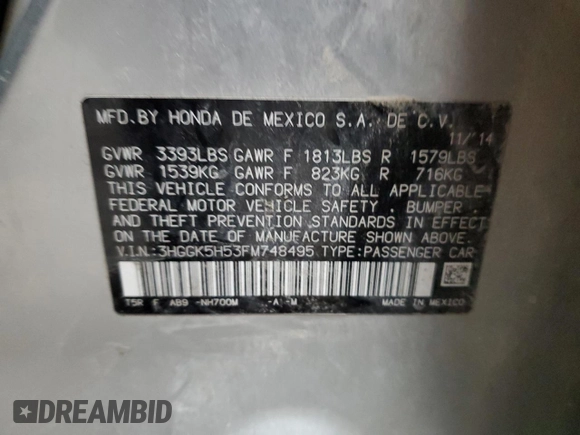 MFD.BY HONDA DE MEXICO S.A. DE C.V.
11/'14
GVWR 3393LBS GAWR F 1813LBS R 1579LBS
GVWR 1539KG GAWR F 823KG R 716KG
THIS VEHICLE CONFORMS TO ALL APPLICABLE
FEDERAL MOTOR VEHICLE SAFETY BUMPER
AND THEFT PREVENTION STANDARDS IN EFFECT
ON THE DATE OF MANUFACTURE SHOWN ABOVE.
V.I.N.:3HGGK5H53FM748495 TYPE:PASSENGER CAR
T5R E AB9 -NH700M -A -M MADE IN MEXICO
DREAMBID